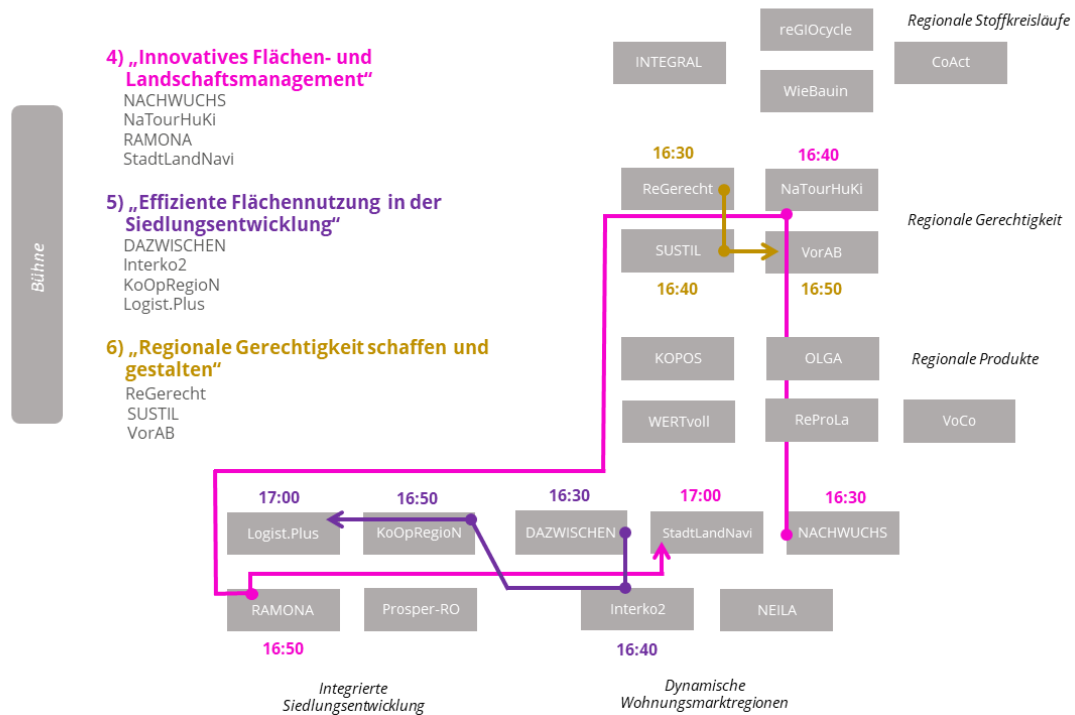 reGIOcycle
Regionale Stoffkreisläufe
INTEGRAL
CoAct
WieBauin
4) „Innovatives Flächen- und
Landschaftsmanagement“
NACHWUCHS
NaTourHuKi
RAMONA
StadtLandNavi
5) „Effiziente Flächennutzung in der
Siedlungsentwicklung“
DAZWISCHEN
Interko2
KoOpRegioN
Logist.Plus
6) „Regionale Gerechtigkeit schaffen und
gestalten“
ReGerecht
SUSTIL
VorAB
Bühne
16:30
16:40
ReGerecht
NaTourHuKi
Regionale Gerechtigkeit
SUSTIL
VorAB
16:40
16:50
KOPOS
OLGA
Regionale Produkte
WERTvoll
ReProLa
VoCo
17:00
16:50
16:30
17:00
16:30
Logist.Plus
KoOpRegioN
DAZWISCHEN
StadtLandNavi
NACHWUCHS
RAMONA
Prosper-RO
Interko2
NEILA
16:50
16:40
Integrierte
Siedlungsentwicklung
Dynamische
Wohnungsmarktregionen